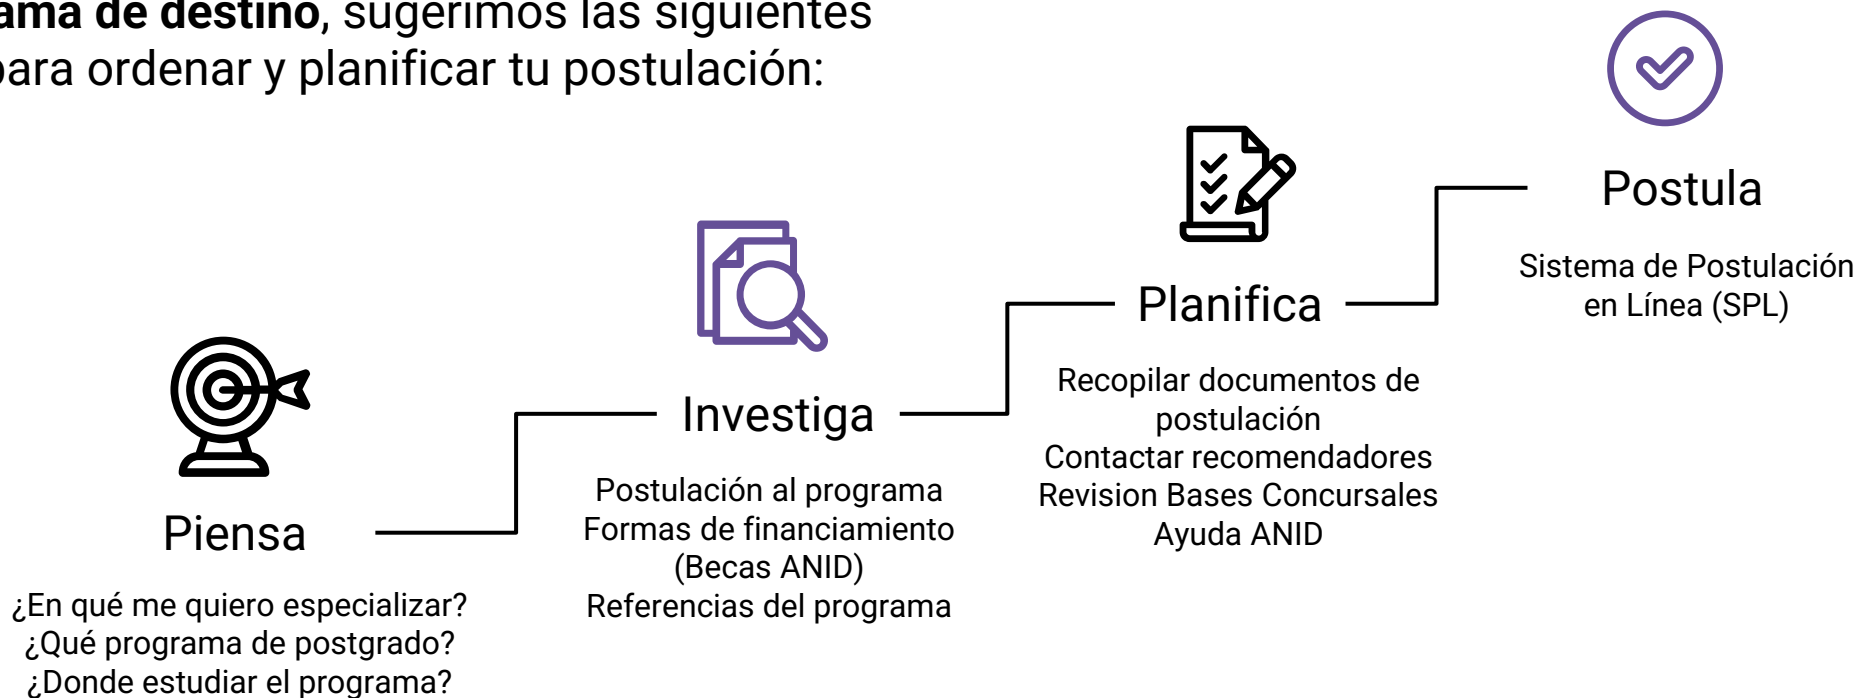 ama de destino, sugerimos las siguientes
para ordenar y planificar tu postulación:
Piensa
¿En qué me quiero especializar?
¿Qué programa de postgrado?
¿Donde estudiar el programa?
Investiga
Postulación al programa
Formas de financiamiento
(Becas ANID)
Referencias del programa
Planifica
Recopilar documentos de
postulación
Contactar recomendadores
Revision Bases Concursales
Ayuda ANID
Postula
Sistema de Postulación
en Línea (SPL)